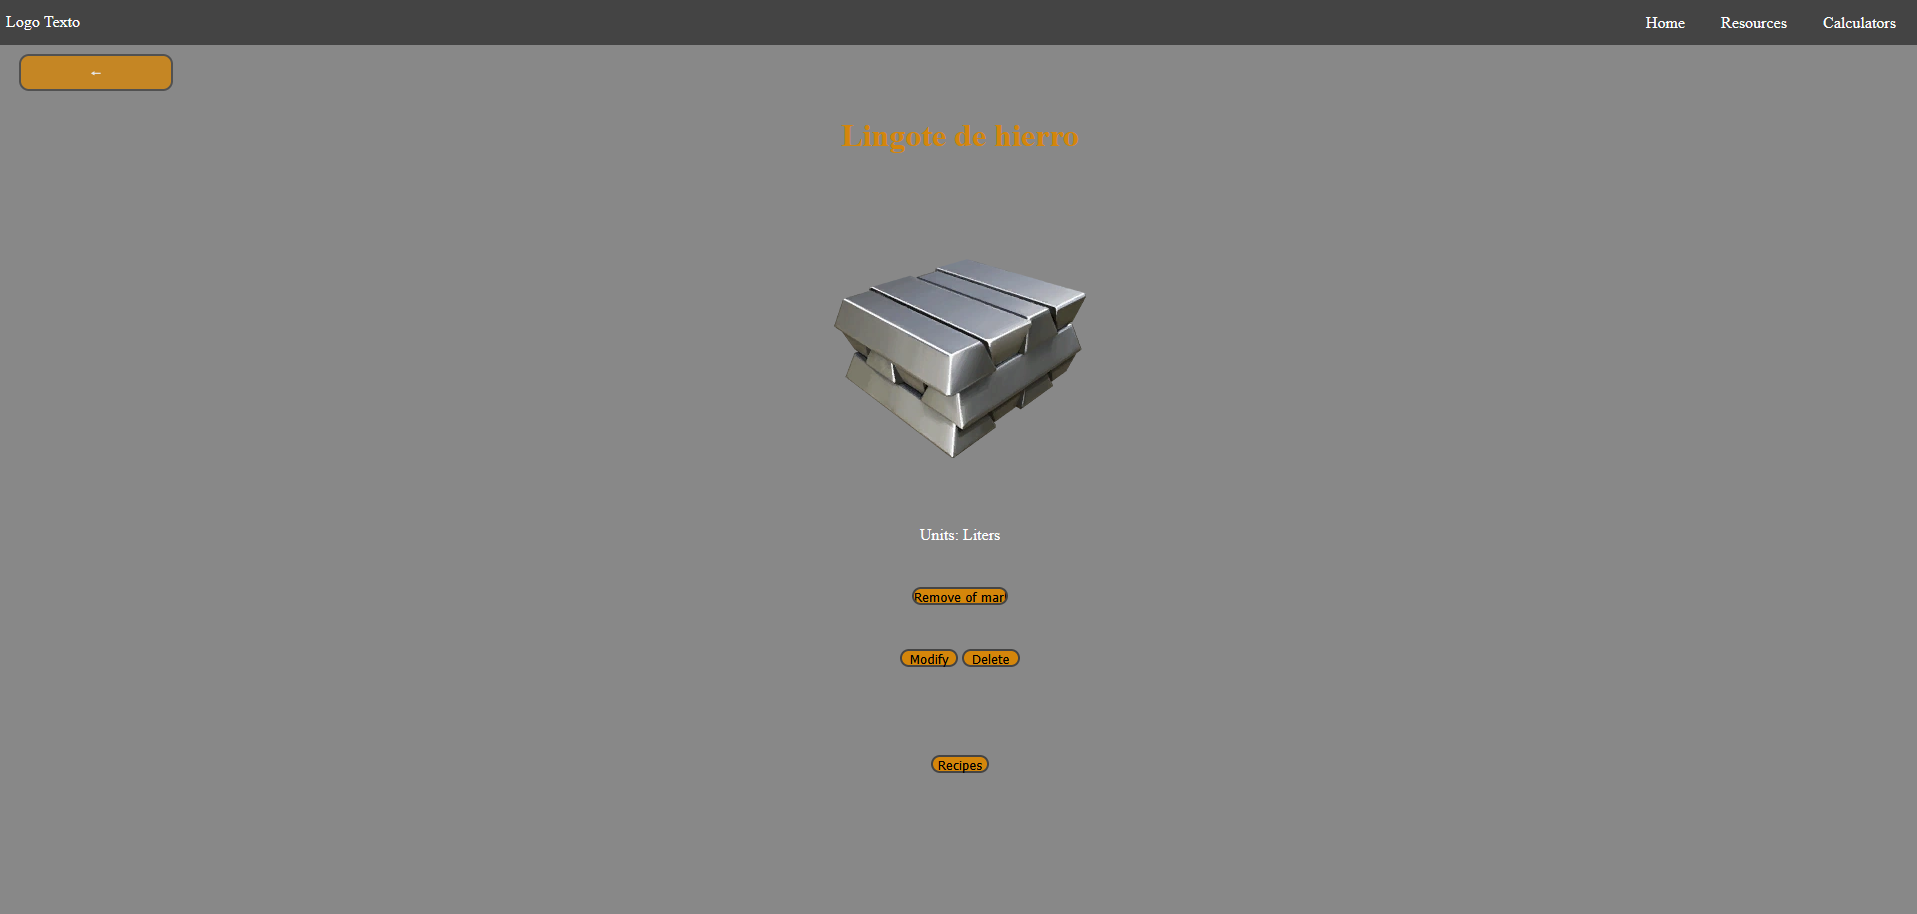 Logo Texto
Home Resources Calculators
←
Lingote de hierro
Units: Liters
Remove of mar
Modify Delete
Recipes